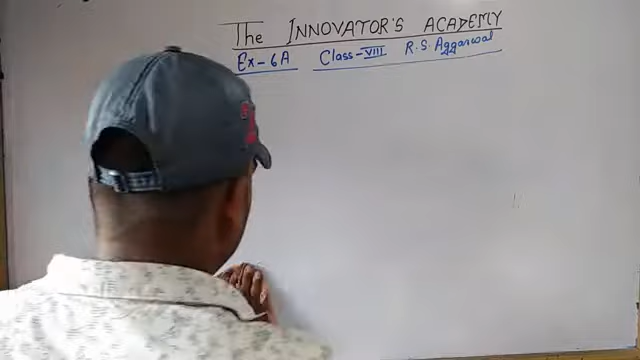 The INNOVATOR'S ACADEMY
Ex-6A Class-VIII R.S. Aggarwal